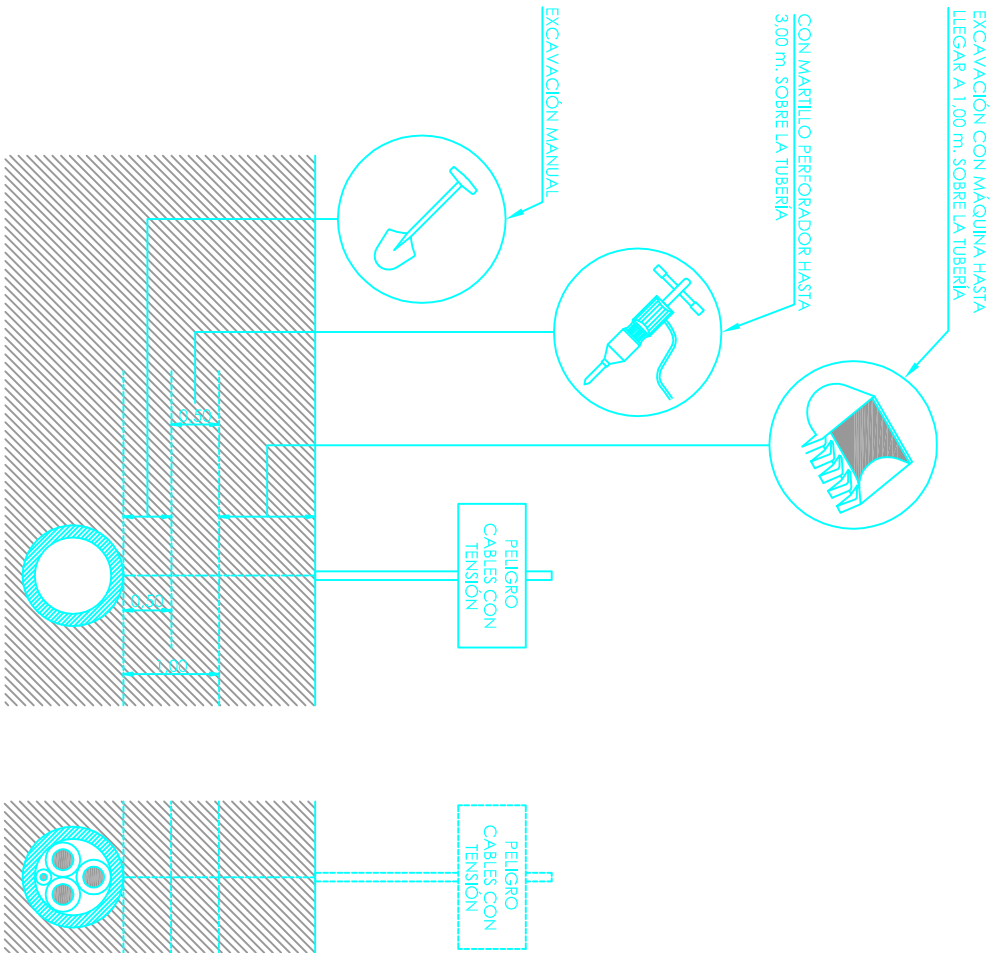 EXCAVACIÓN CON MÁQUINA HASTA
LLEGAR A 1,00 m. SOBRE LA TUBERÍA
CON MARTILLO PERFORADOR HASTA
3,00 m. SOBRE LA TUBERÍA
EXCAVACIÓN MANUAL
PELIGRO
CABLES CON
TENSIÓN
0.50
0.50
1.00
PELIGRO
CABLES CON
TENSIÓN